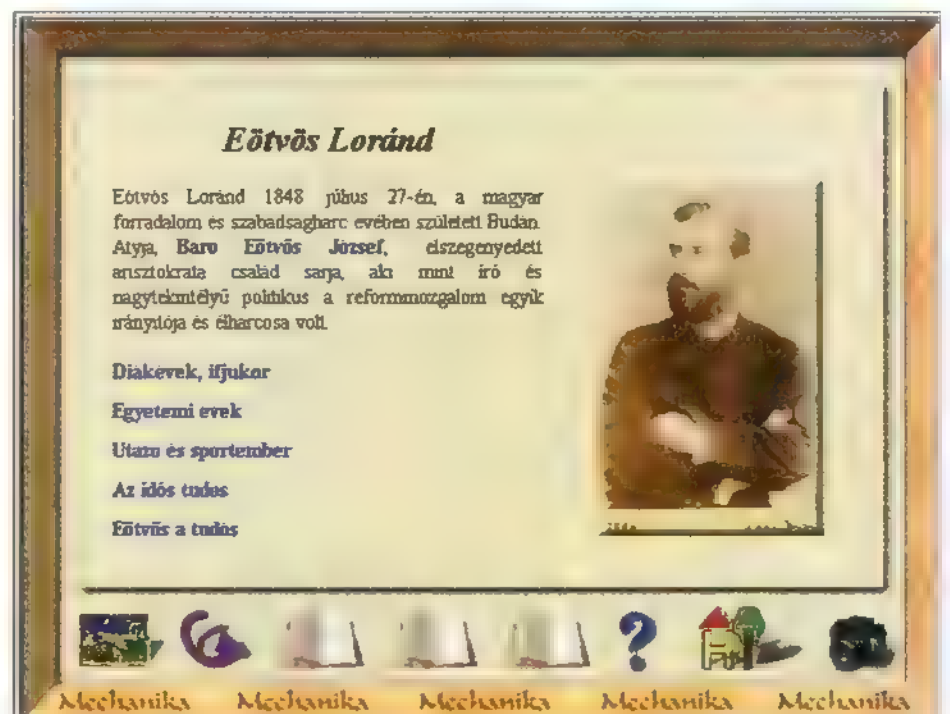 Eötvös Loránd
Eötvös Loránd 1848 július 27-én, a magyar
forradalom és szabadságharc évében született Budán.
Atyja, Báró Eötvös József, elszegényedett
arisztokrata család sarja, aki mint író és
nagytekintélyű politikus a reformmozgalom egyik
irányítója és élharcosa volt.
Diákévek, ifjúkor
Egyetemi évek
Utazó és sportember
Az idős tudós
Eötvös a tudós
Mechanika Mechanika Mechanika Mechanika Mechanika